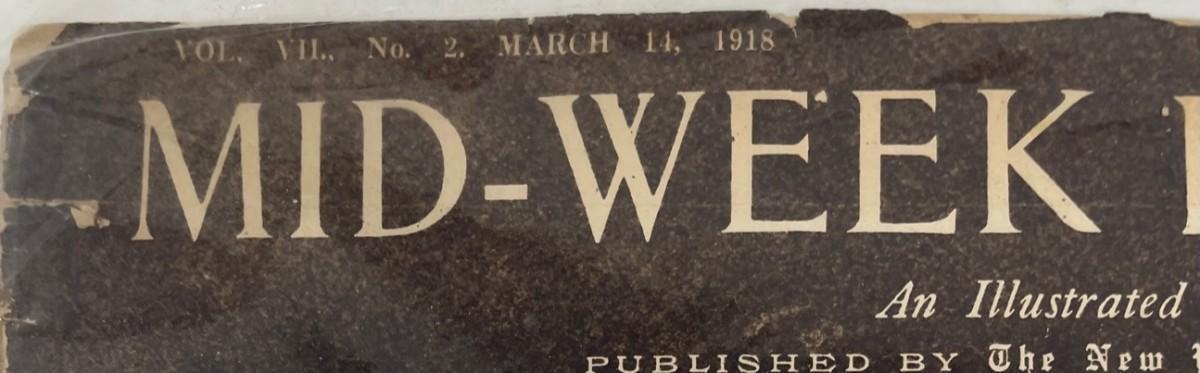 VOL. VII., No. 2. MARCH 14, 1918
MID-WEEK
An Illustrated
PUBLISHED BY The New